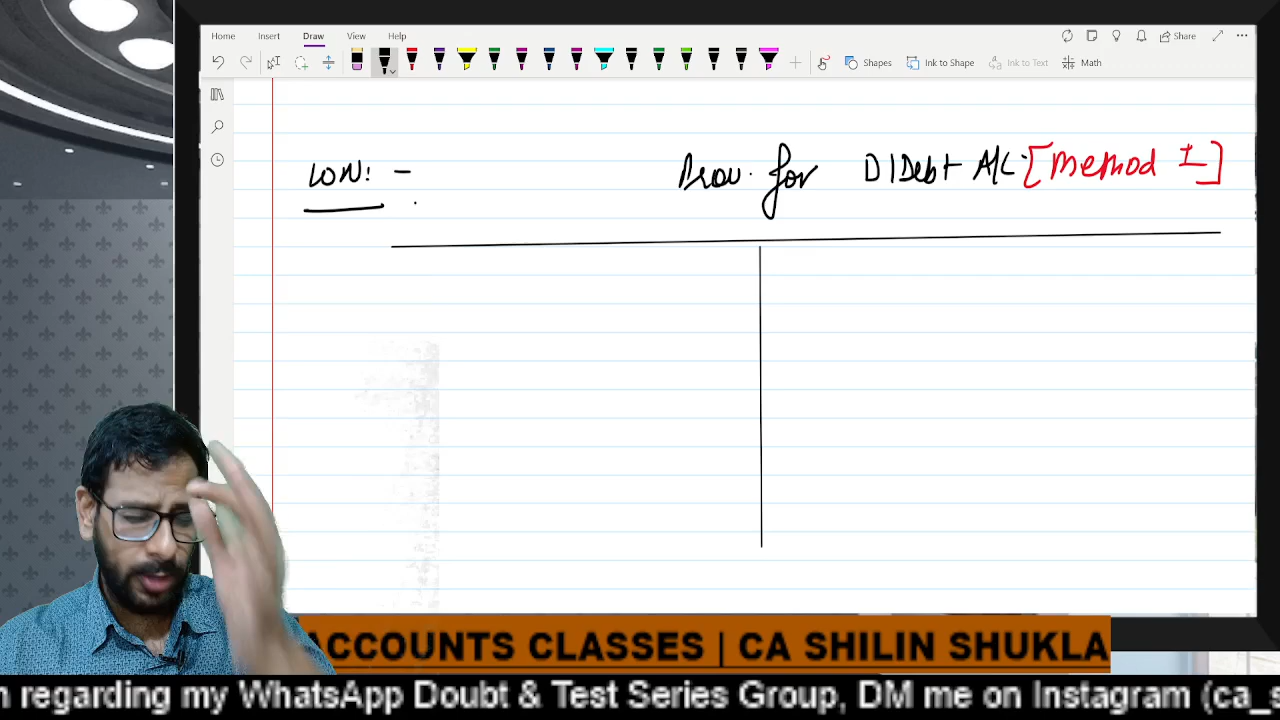 Home Insert Draw View Help
Share
Shapes Ink to Shape Ink to Text Math
W.N: - Prov. for D/Debt A/C [Method I]
ACCOUNTS CLASSES | CA SHILIN SHUKLA
n regarding my WhatsApp Doubt & Test Series Group, DM me on Instagram (ca_s